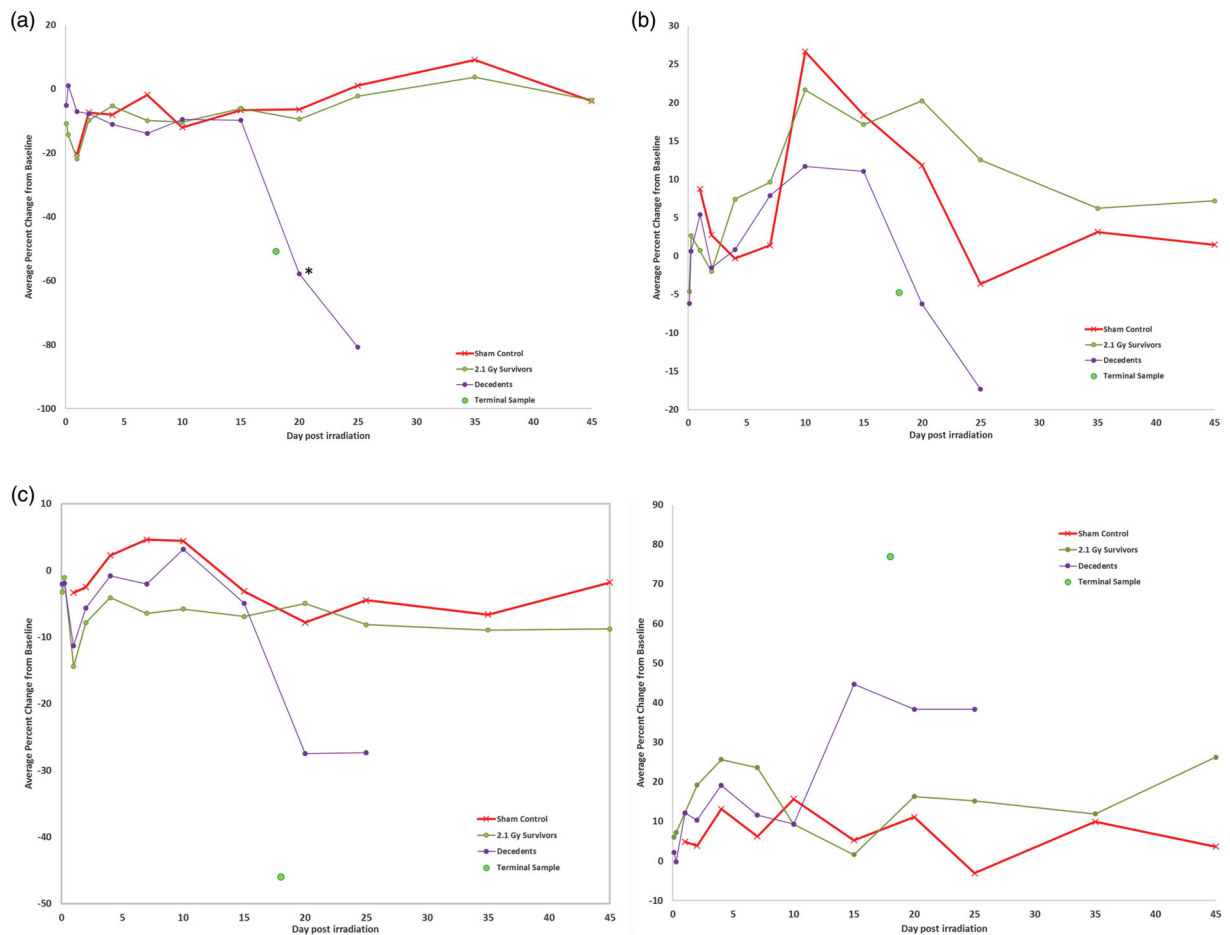 (a)
20
0
-20
-40
-60
-80
-100
Average Percent Change from Baseline
*
Sham Control
2.1 Gy Survivors
Decedents
Terminal Sample
0 5 10 15 20 25 30 35 40 45
Day post irradiation
(b)
30
25
20
15
10
5
0
-5
-10
-15
-20
Average Percent Change from Baseline
Sham Control
2.1 Gy Survivors
Decedents
Terminal Sample
0 5 10 15 20 25 30 35 40 45
Day post irradiation
(c)
10
0
-10
-20
-30
-40
-50
Average Percent Change from Baseline
Sham Control
2.1 Gy Survivors
Decedents
Terminal Sample
0 5 10 15 20 25 30 35 40 45
Day post irradiation
90
80
70
60
50
40
30
20
10
0
-10
Average Percent Change from Baseline
Sham Control
2.1 Gy Survivors
Decedents
Terminal Sample
0 5 10 15 20 25 30 35 40 45
Day post irradiation